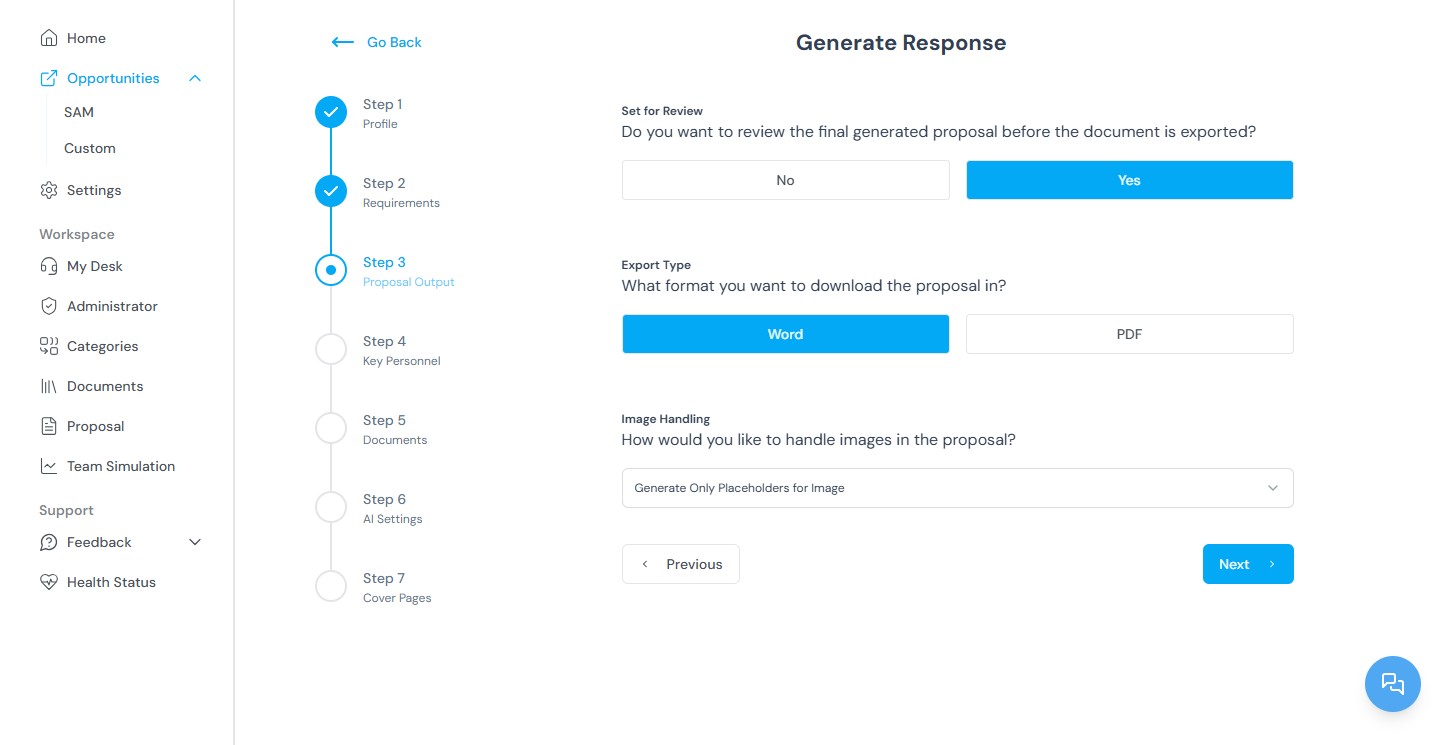 Home
Opportunities
SAM
Custom
Settings
Workspace
My Desk
Administrator
Categories
Documents
Proposal
Team Simulation
Support
Feedback
Health Status
Go Back
Generate Response
Step 1
Profile
Step 2
Requirements
Step 3
Proposal Output
Step 4
Key Personnel
Step 5
Documents
Step 6
AI Settings
Step 7
Cover Pages
Set for Review
Do you want to review the final generated proposal before the document is exported?
No
Yes
Export Type
What format you want to download the proposal in?
Word
PDF
Image Handling
How would you like to handle images in the proposal?
Generate Only Placeholders for Image
Previous
Next